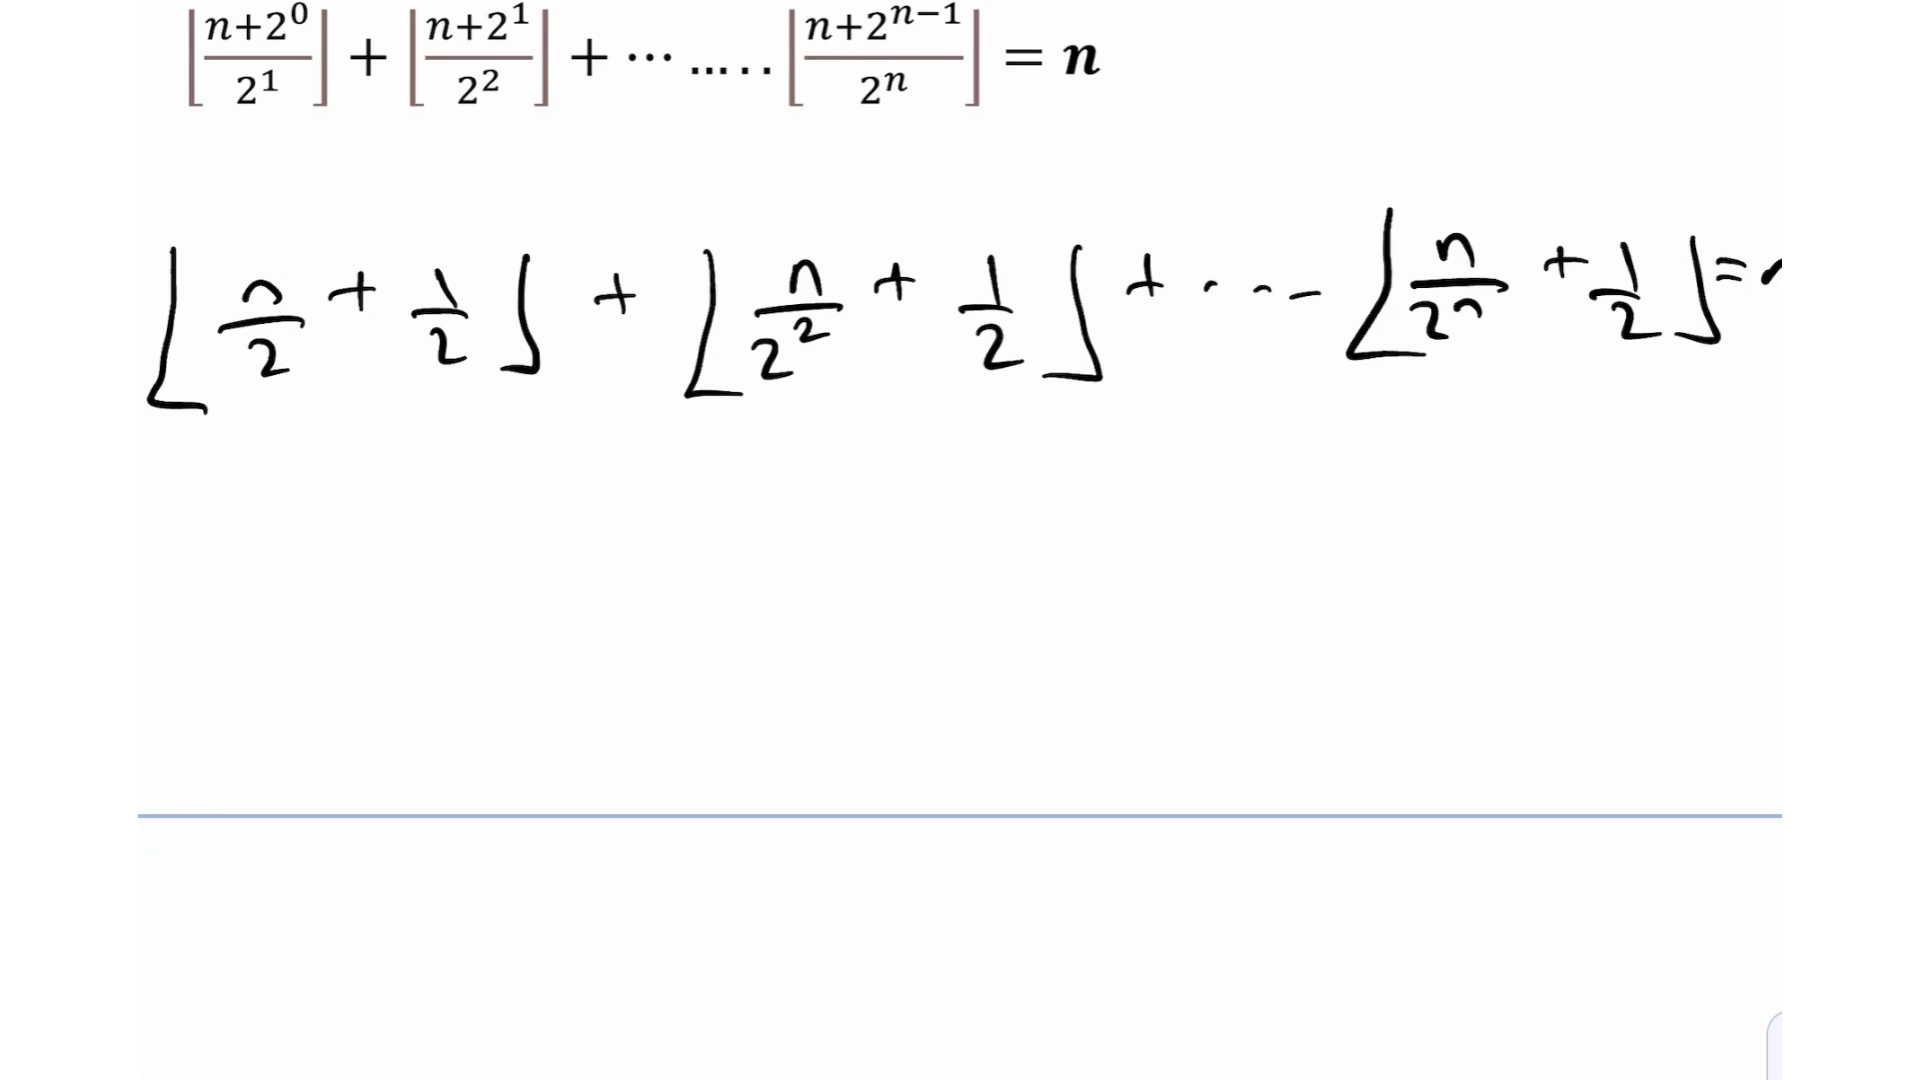 ⌊(n+2⁰)/2¹⌋ + ⌊(n+2¹)/2²⌋ + ⋯ ..... ⌊(n+2ⁿ⁻¹)/2ⁿ⌋ = n
⌊n/2 + 1/2⌋ + ⌊n/2² + 1/2⌋ + ... ⌊n/2ⁿ + 1/2⌋ =